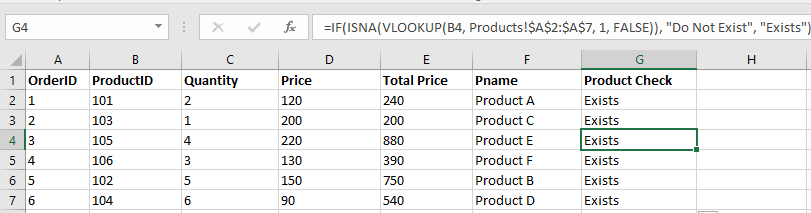 G4 fx =IF(ISNA(VLOOKUP(B4, Products!$A$2:$A$7, 1, FALSE)), "Do Not Exist", "Exists")
A B C D E F G H
1 OrderID ProductID Quantity Price Total Price Pname Product Check
2 1 101 2 120 240 Product A Exists
3 2 103 1 200 200 Product C Exists
4 3 105 4 220 880 Product E Exists
5 4 106 3 130 390 Product F Exists
6 5 102 5 150 750 Product B Exists
7 6 104 6 90 540 Product D Exists